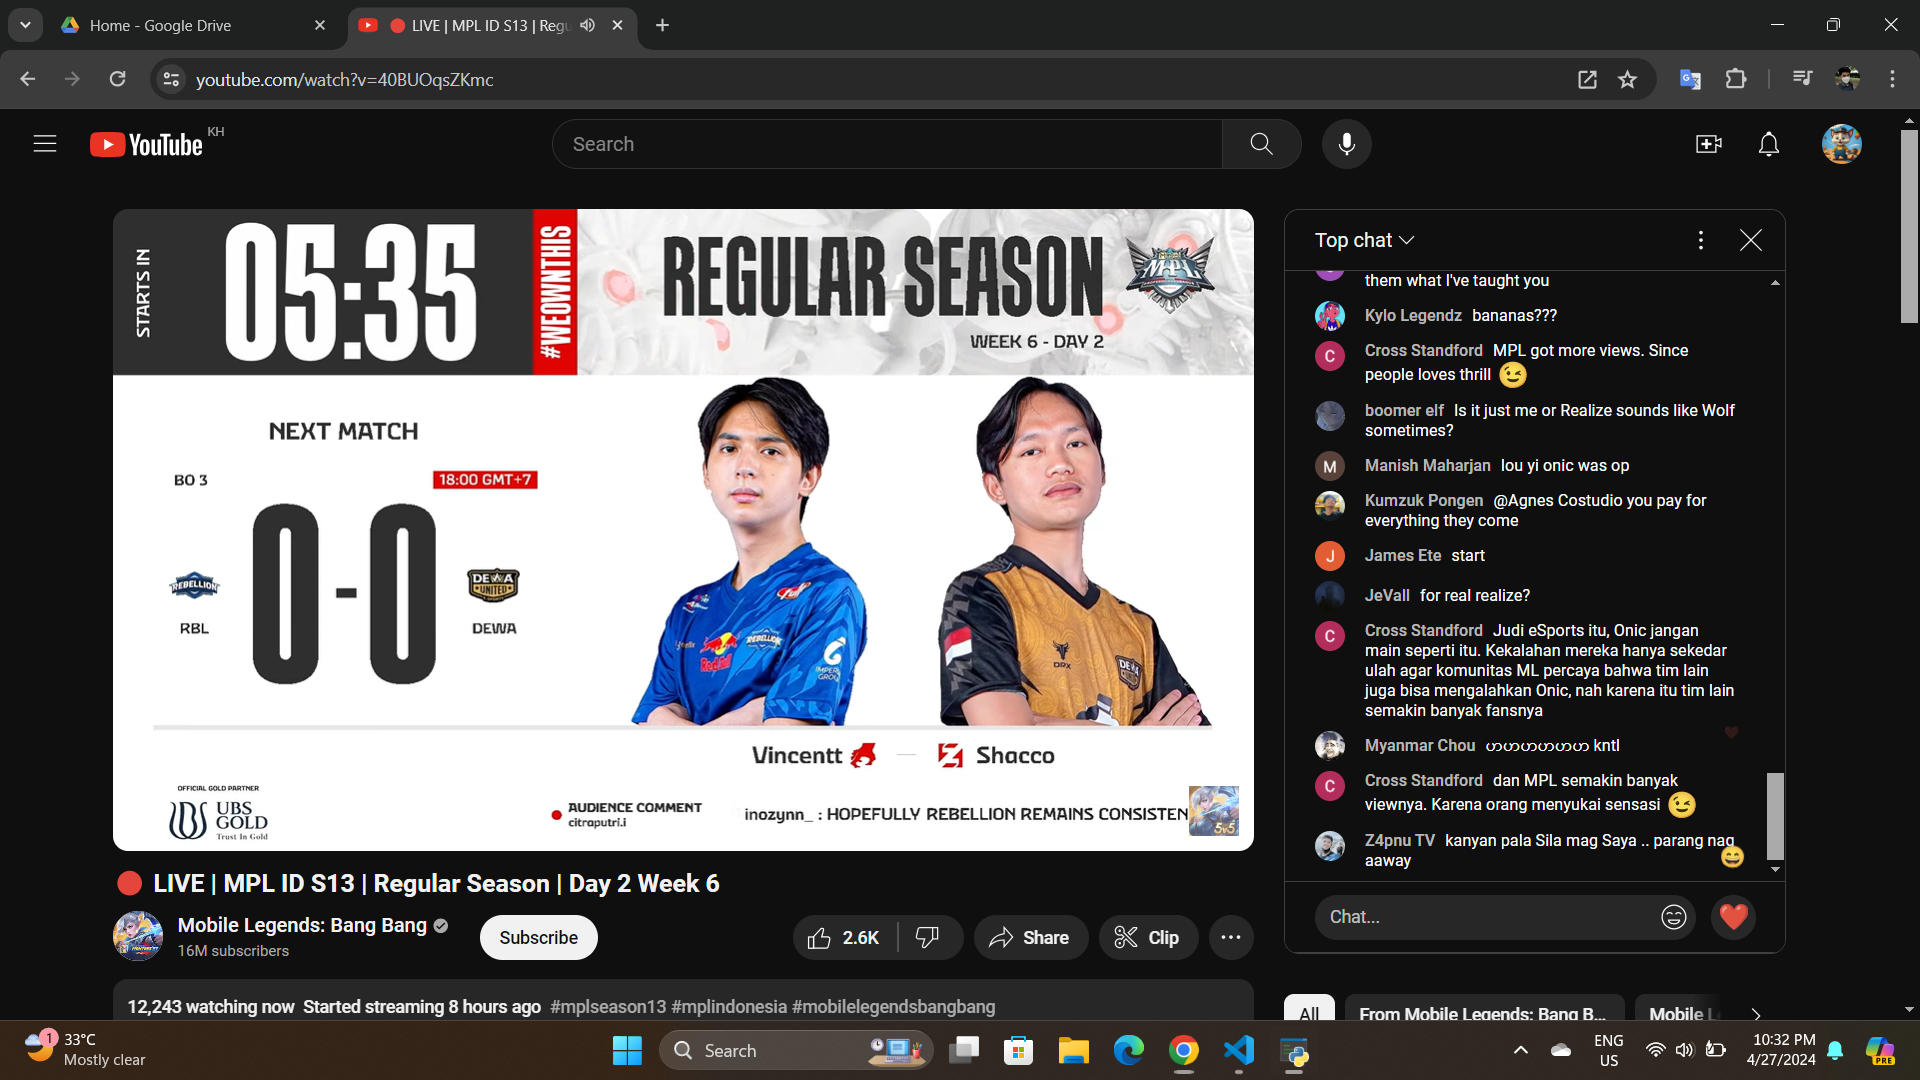 Home - Google Drive
LIVE | MPL ID S13 | Regu
youtube.com/watch?v=40BUOqsZKmc
YouTube KH
Search
STARTS IN
05:35
#WEOWNTHIS
REGULAR SEASON
MPL
WEEK 6 - DAY 2
NEXT MATCH
BO 3
18:00 GMT+7
0-0
REBELLION
DEWA
UNITED
RBL
DEWA
Red Bull
REBELLION
DRX
DEWA
Vincentt
Shacco
OFFICIAL GOLD PARTNER
UBS
GOLD
Trust In Gold
AUDIENCE COMMENT
citraputri.i
inozynn_ : HOPEFULLY REBELLION REMAINS CONSISTEN
5v5
LIVE | MPL ID S13 | Regular Season | Day 2 Week 6
Mobile Legends: Bang Bang
16M subscribers
Subscribe
2.6K
Share
Clip
12,243 watching now Started streaming 8 hours ago #mplseason13 #mplindonesia #mobilelegendsbangbang
Top chat
them what I've taught you
Kylo Legendz bananas???
C
Cross Standford MPL got more views. Since
people loves thrill 😉
boomer elf Is it just me or Realize sounds like Wolf
sometimes?
M
Manish Maharjan lou yi onic was op
Kumzuk Pongen @Agnes Costudio you pay for
everything they come
J
James Ete start
JeVall for real realize?
C
Cross Standford Judi eSports itu, Onic jangan
main seperti itu. Kekalahan mereka hanya sekedar
ulah agar komunitas ML percaya bahwa tim lain
juga bisa mengalahkan Onic, nah karena itu tim lain
semakin banyak fansnya
Myanmar Chou ဟဟဟဟဟဟ kntl
C
Cross Standford dan MPL semakin banyak
viewnya. Karena orang menyukai sensasi 😉
Z4pnu TV kanyan pala Sila mag Saya .. parang nag
aaway
Chat...
All
From Mobile Legends: Bang B...
Mobile L
1
33°C
Mostly clear
Search
ENG
US
10:32 PM
4/27/2024
PRE